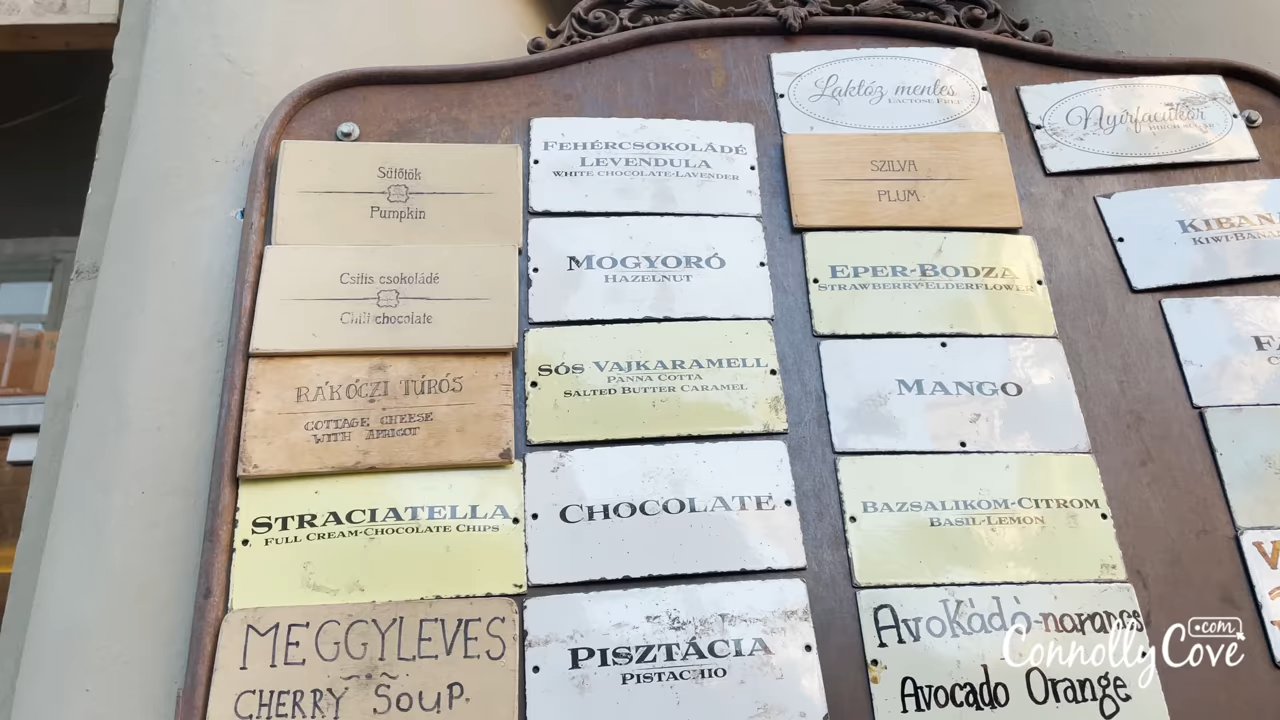 Sütőtök
Pumpkin
Csilis csokoládé
Chili chocolate
RÁKÓCZI TÚRÓS
COTTAGE CHEESE
WITH APRICOT
STRACIATELLA
FULL CREAM-CHOCOLATE CHIPS
MEGGYLEVES
CHERRY SOUP.
FEHÉRCSOKOLÁDÉ
LEVENDULA
WHITE CHOCOLATE-LAVENDER
MOGYORÓ
HAZELNUT
SÓS VAJKARAMELL
PANNA COTTA
SALTED BUTTER CARAMEL
CHOCOLATE
PISZTÁCIA
PISTACHIO
Laktóz mentes
LACTOSE FREE
SZILVA
PLUM
EPER-BODZA
STRAWBERRY-ELDERFLOWER
MANGO
BAZSALIKOM-CITROM
BASIL-LEMON
Avokádó-narancs
Avocado Orange
Nyírfacukor
BIRCH SUGAR
ConnollyCove.com